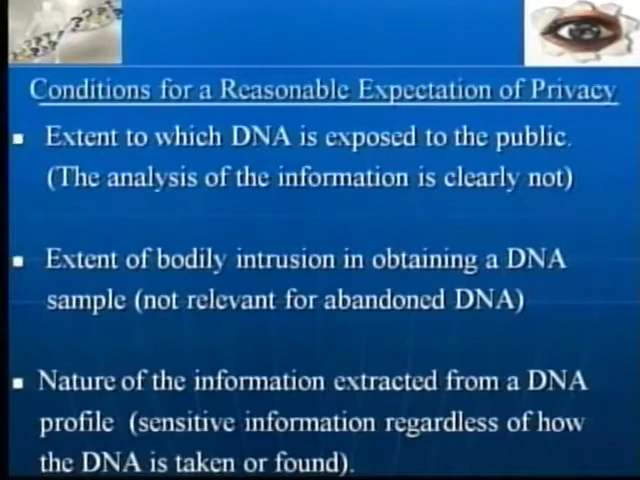 Conditions for a Reasonable Expectation of Privacy
Extent to which DNA is exposed to the public.
(The analysis of the information is clearly not)
Extent of bodily intrusion in obtaining a DNA
sample (not relevant for abandoned DNA)
Nature of the information extracted from a DNA
profile (sensitive information regardless of how
the DNA is taken or found).